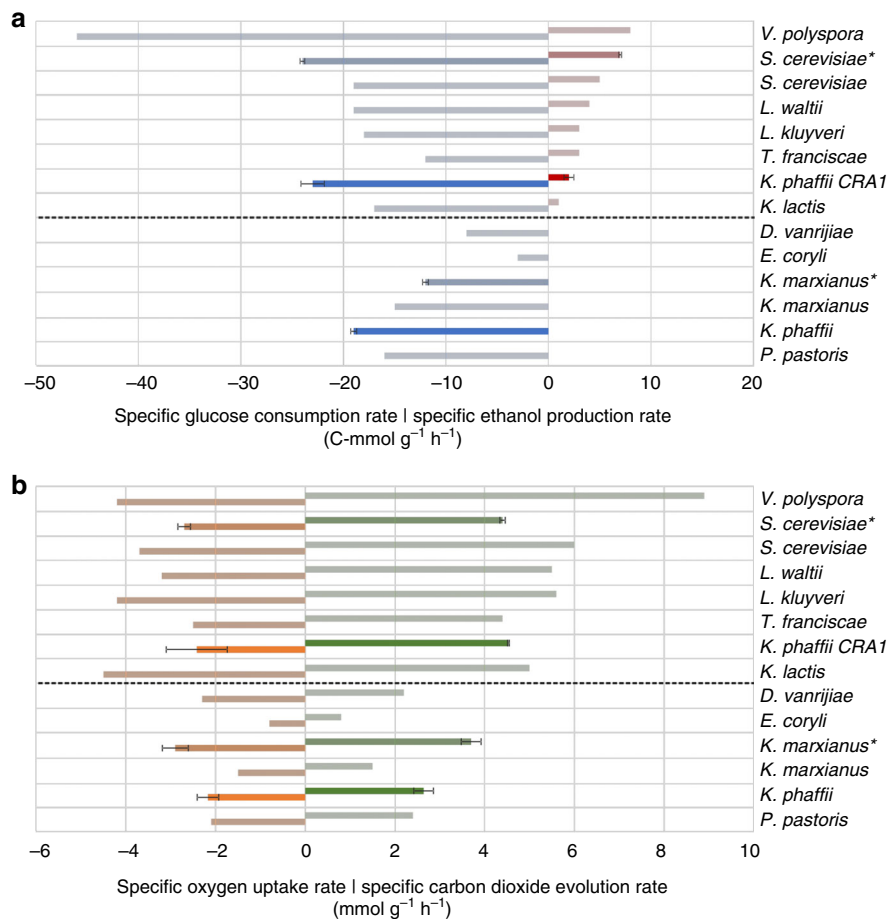 a
V. polyspora
S. cerevisiae*
S. cerevisiae
L. waltii
L. kluyveri
T. franciscae
K. phaffii CRA1
K. lactis
D. vanrijiae
E. coryli
K. marxianus*
K. marxianus
K. phaffii
P. pastoris
–50 –40 –30 –20 –10 0 10 20
Specific glucose consumption rate | specific ethanol production rate
(C-mmol g⁻¹ h⁻¹)
b
V. polyspora
S. cerevisiae*
S. cerevisiae
L. waltii
L. kluyveri
T. franciscae
K. phaffii CRA1
K. lactis
D. vanrijiae
E. coryli
K. marxianus*
K. marxianus
K. phaffii
P. pastoris
–6 –4 –2 0 2 4 6 8 10
Specific oxygen uptake rate | specific carbon dioxide evolution rate
(mmol g⁻¹ h⁻¹)